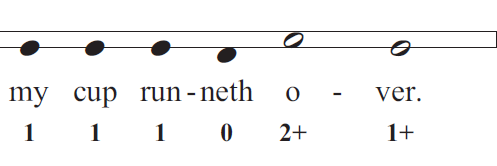 my cup run - neth o - ver.
1 1 1 0 2+ 1+